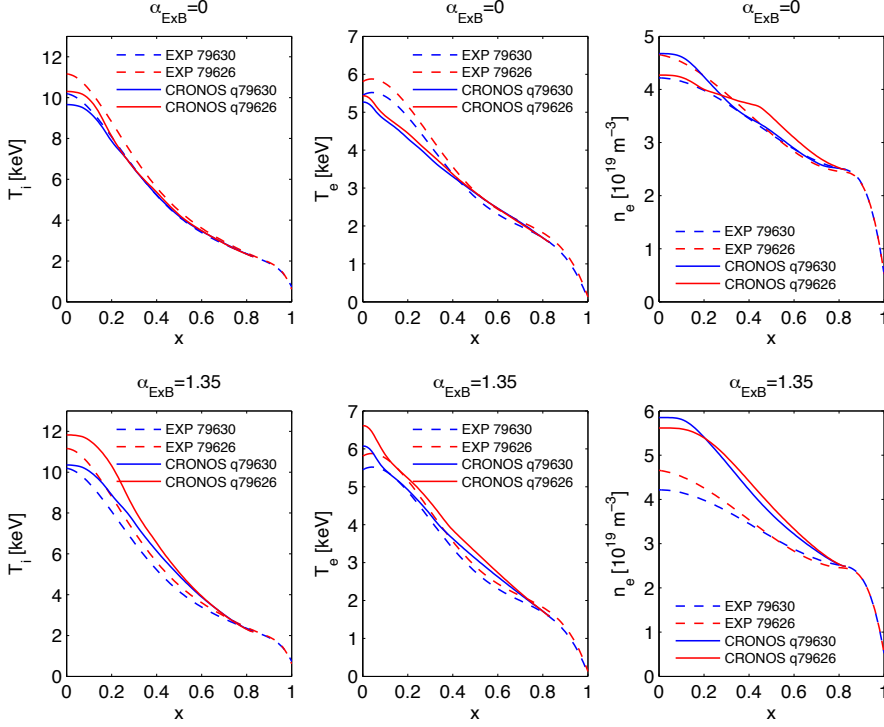 α_ExB=0
T_i [keV]
12
10
8
6
4
2
0
EXP 79630
EXP 79626
CRONOS q79630
CRONOS q79626
0 0.2 0.4 0.6 0.8 1
x
α_ExB=0
T_e [keV]
7
6
5
4
3
2
1
0
EXP 79630
EXP 79626
CRONOS q79630
CRONOS q79626
0 0.2 0.4 0.6 0.8 1
x
α_ExB=0
n_e [10^19 m^−3]
5
4
3
2
1
0
EXP 79630
EXP 79626
CRONOS q79630
CRONOS q79626
0 0.2 0.4 0.6 0.8 1
x
α_ExB=1.35
T_i [keV]
12
10
8
6
4
2
0
EXP 79630
EXP 79626
CRONOS q79630
CRONOS q79626
0 0.2 0.4 0.6 0.8 1
x
α_ExB=1.35
T_e [keV]
7
6
5
4
3
2
1
0
EXP 79630
EXP 79626
CRONOS q79630
CRONOS q79626
0 0.2 0.4 0.6 0.8 1
x
α_ExB=1.35
n_e [10^19 m^−3]
6
5
4
3
2
1
0
EXP 79630
EXP 79626
CRONOS q79630
CRONOS q79626
0 0.2 0.4 0.6 0.8 1
x